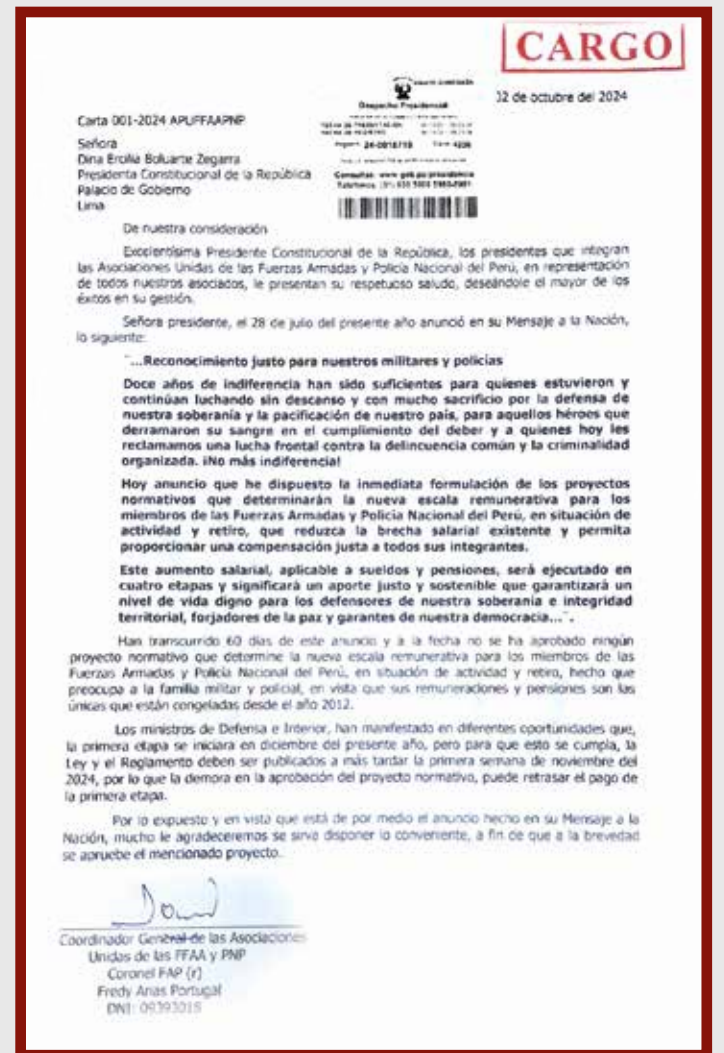 CARGO
02 de octubre del 2024
Despacho Presidencial
Carta 001-2024 APUFFAAPNP
Señora
24-0018719
Dina Ercilia Boluarte Zegarra
Presidenta Constitucional de la República
Palacio de Gobierno
Lima
De nuestra consideración
Excelentísima Presidente Constitucional de la República, los presidentes que integran
las Asociaciones Unidas de las Fuerzas Armadas y Policía Nacional del Perú, en representación
de todos nuestros asociados, le presentan su respetuoso saludo, deseándole el mayor de los
éxitos en su gestión.
Señora presidente, el 28 de julio del presente año anunció en su Mensaje a la Nación,
lo siguiente:
¨...Reconocimiento justo para nuestros militares y policías
Doce años de indiferencia han sido suficientes para quienes estuvieron y
continúan luchando sin descanso y con mucho sacrificio por la defensa de
nuestra soberanía y la pacificación de nuestro país, para aquellos héroes que
derramaron su sangre en el cumplimiento del deber y a quienes hoy les
reclamamos una lucha frontal contra la delincuencia común y la criminalidad
organizada. ¡No más indiferencia!
Hoy anuncio que he dispuesto la inmediata formulación de los proyectos
normativos que determinarán la nueva escala remunerativa para los
miembros de las Fuerzas Armadas y Policía Nacional del Perú, en situación de
actividad y retiro, que reduzca la brecha salarial existente y permita
proporcionar una compensación justa a todos sus integrantes.
Este aumento salarial, aplicable a sueldos y pensiones, será ejecutado en
cuatro etapas y significará un aporte justo y sostenible que garantizará un
nivel de vida digno para los defensores de nuestra soberanía e integridad
territorial, forjadores de la paz y garantes de nuestra democracia...¨.
Han transcurrido 60 días de este anuncio y a la fecha no se ha aprobado ningún
proyecto normativo que determine la nueva escala remunerativa para los miembros de las
Fuerzas Armadas y Policía Nacional del Perú, en situación de actividad y retiro, hecho que
preocupa a la familia militar y policial, en vista que sus remuneraciones y pensiones son las
únicas que están congeladas desde el año 2012.
Los ministros de Defensa e Interior, han manifestado en diferentes oportunidades que,
la primera etapa se iniciara en diciembre del presente año, pero para que esto se cumpla, la
Ley y el Reglamento deben ser publicados a más tardar la primera semana de noviembre del
2024, por lo que la demora en la aprobación del proyecto normativo, puede retrasar el pago de
la primera etapa.
Por lo expuesto y en vista que está de por medio el anuncio hecho en su Mensaje a la
Nación, mucho le agradeceremos se sirva disponer lo conveniente, a fin de que a la brevedad
se apruebe el mencionado proyecto.
Coordinador General de las Asociaciones
Unidas de las FFAA y PNP
Coronel FAP (r)
Fredy Arias Portugal
DNI: 09393015